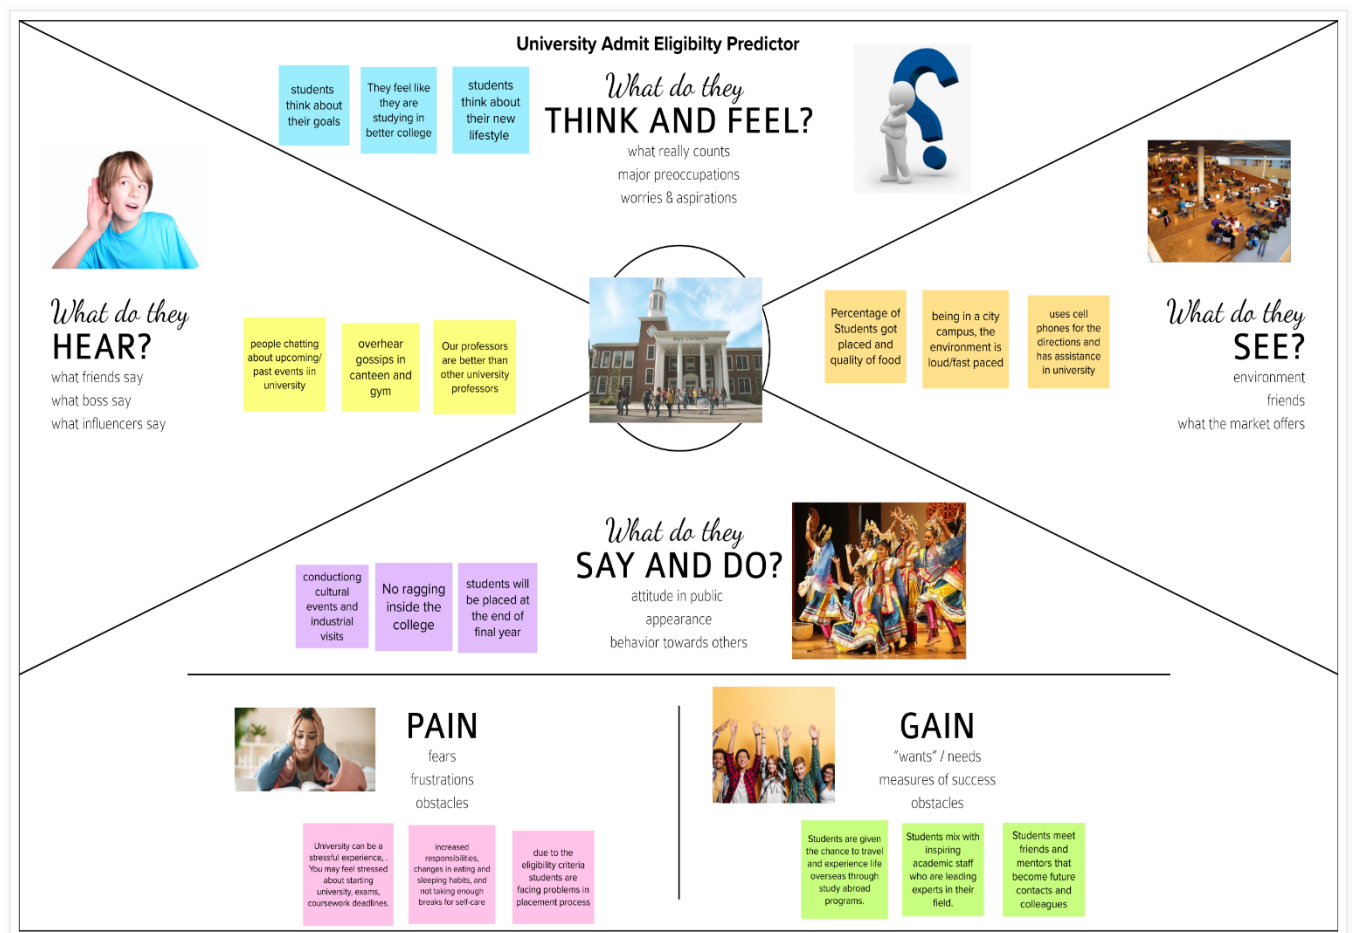 University Admit Eligibilty Predictor
students
think about
their goals
They feel like
they are
studying in
better college
students
think about
their new
lifestyle
What do they
THINK AND FEEL?
what really counts
major preoccupations
worries & aspirations
What do they
HEAR?
what friends say
what boss say
what influencers say
people chatting
about upcoming/
past events iin
university
overhear
gossips in
canteen and
gym
Our professors
are better than
other university
professors
Percentage of
Students got
placed and
quality of food
being in a city
campus, the
environment is
loud/fast paced
uses cell
phones for the
directions and
has assistance
in university
What do they
SEE?
environment
friends
what the market offers
What do they
SAY AND DO?
attitude in public
appearance
behavior towards others
conductiong
cultural
events and
industrial
visits
No ragging
inside the
college
students will
be placed at
the end of
final year
PAIN
fears
frustrations
obstacles
University can be a
stressful experience, .
You may feel stressed
about starting
university, exams,
coursework deadlines.
increased
responsibilities,
changes in eating and
sleeping habits, and
not taking enough
breaks for self-care
due to the
eligibility criteria
students are
facing problems in
placement process
GAIN
"wants" / needs
measures of success
obstacles
Students are given
the chance to travel
and experience life
overseas through
study abroad
programs.
Students mix with
inspiring
academic staff
who are leading
experts in their
field.
Students meet
friends and
mentors that
become future
contacts and
colleagues